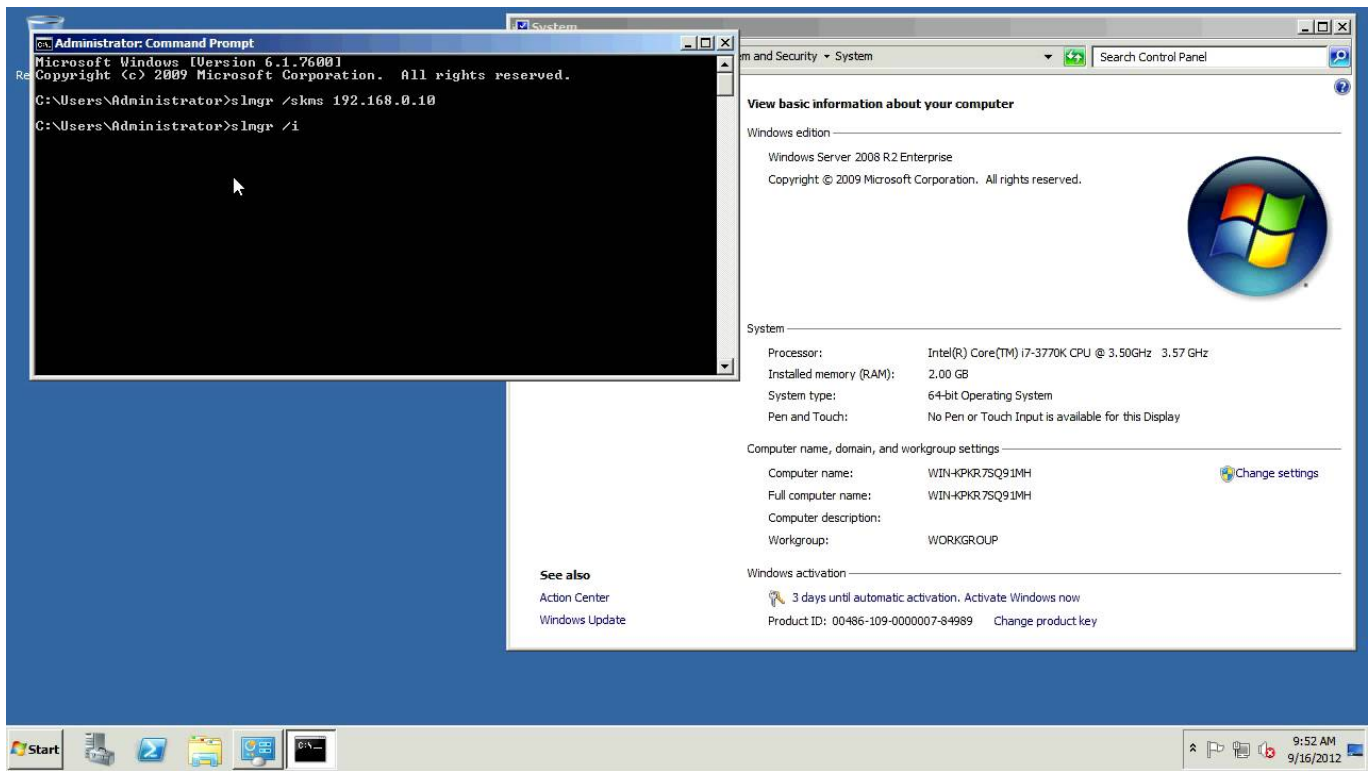 System
Administrator: Command Prompt
Microsoft Windows [Version 6.1.7600]
Copyright (c) 2009 Microsoft Corporation.  All rights reserved.
C:\Users\Administrator>slmgr /skms 192.168.0.10
C:\Users\Administrator>slmgr /i
Re
em and Security ▾ System
Search Control Panel
View basic information about your computer
Windows edition
Windows Server 2008 R2 Enterprise
Copyright © 2009 Microsoft Corporation.  All rights reserved.
System
Processor: Intel(R) Core(TM) i7-3770K CPU @ 3.50GHz 3.57 GHz
Installed memory (RAM): 2.00 GB
System type: 64-bit Operating System
Pen and Touch: No Pen or Touch Input is available for this Display
Computer name, domain, and workgroup settings
Computer name: WIN-KPKR7SQ91MH
Change settings
Full computer name: WIN-KPKR7SQ91MH
Computer description:
Workgroup: WORKGROUP
See also
Action Center
Windows Update
Windows activation
3 days until automatic activation. Activate Windows now
Product ID: 00486-109-0000007-84989 Change product key
Start
C:\_
9:52 AM
9/16/2012